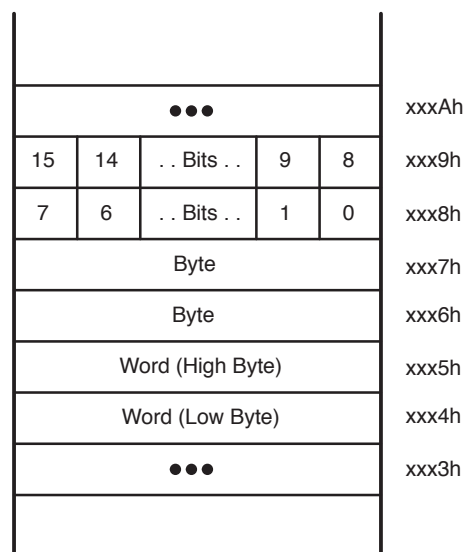 ●●● xxxAh
15 14 . . Bits . . 9 8 xxx9h
7 6 . . Bits . . 1 0 xxx8h
Byte xxx7h
Byte xxx6h
Word (High Byte) xxx5h
Word (Low Byte) xxx4h
●●● xxx3h